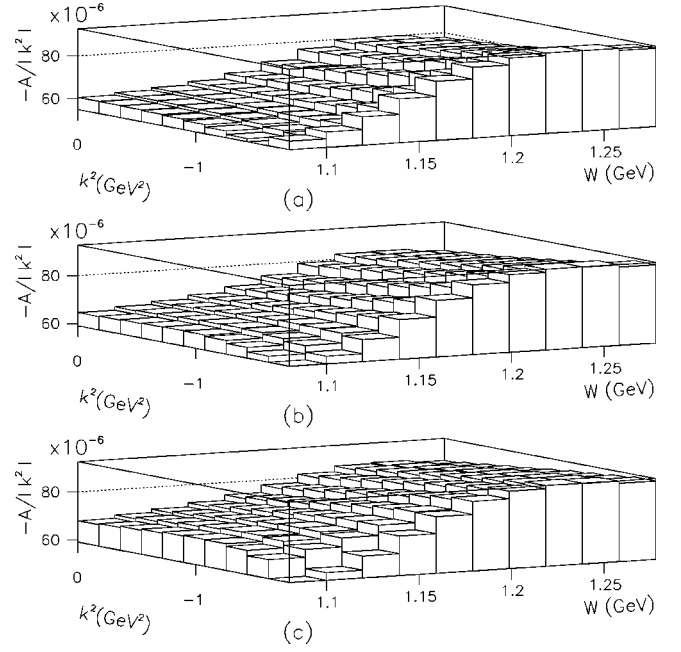 ×10⁻⁶
80
60
−A/| k² |
0
−1
k²(GeV²)
1.1
1.15
1.2
1.25
W (GeV)
(a)
×10⁻⁶
80
60
−A/| k² |
0
−1
k²(GeV²)
1.1
1.15
1.2
1.25
W (GeV)
(b)
×10⁻⁶
80
60
−A/| k² |
0
−1
k²(GeV²)
1.1
1.15
1.2
1.25
W (GeV)
(c)